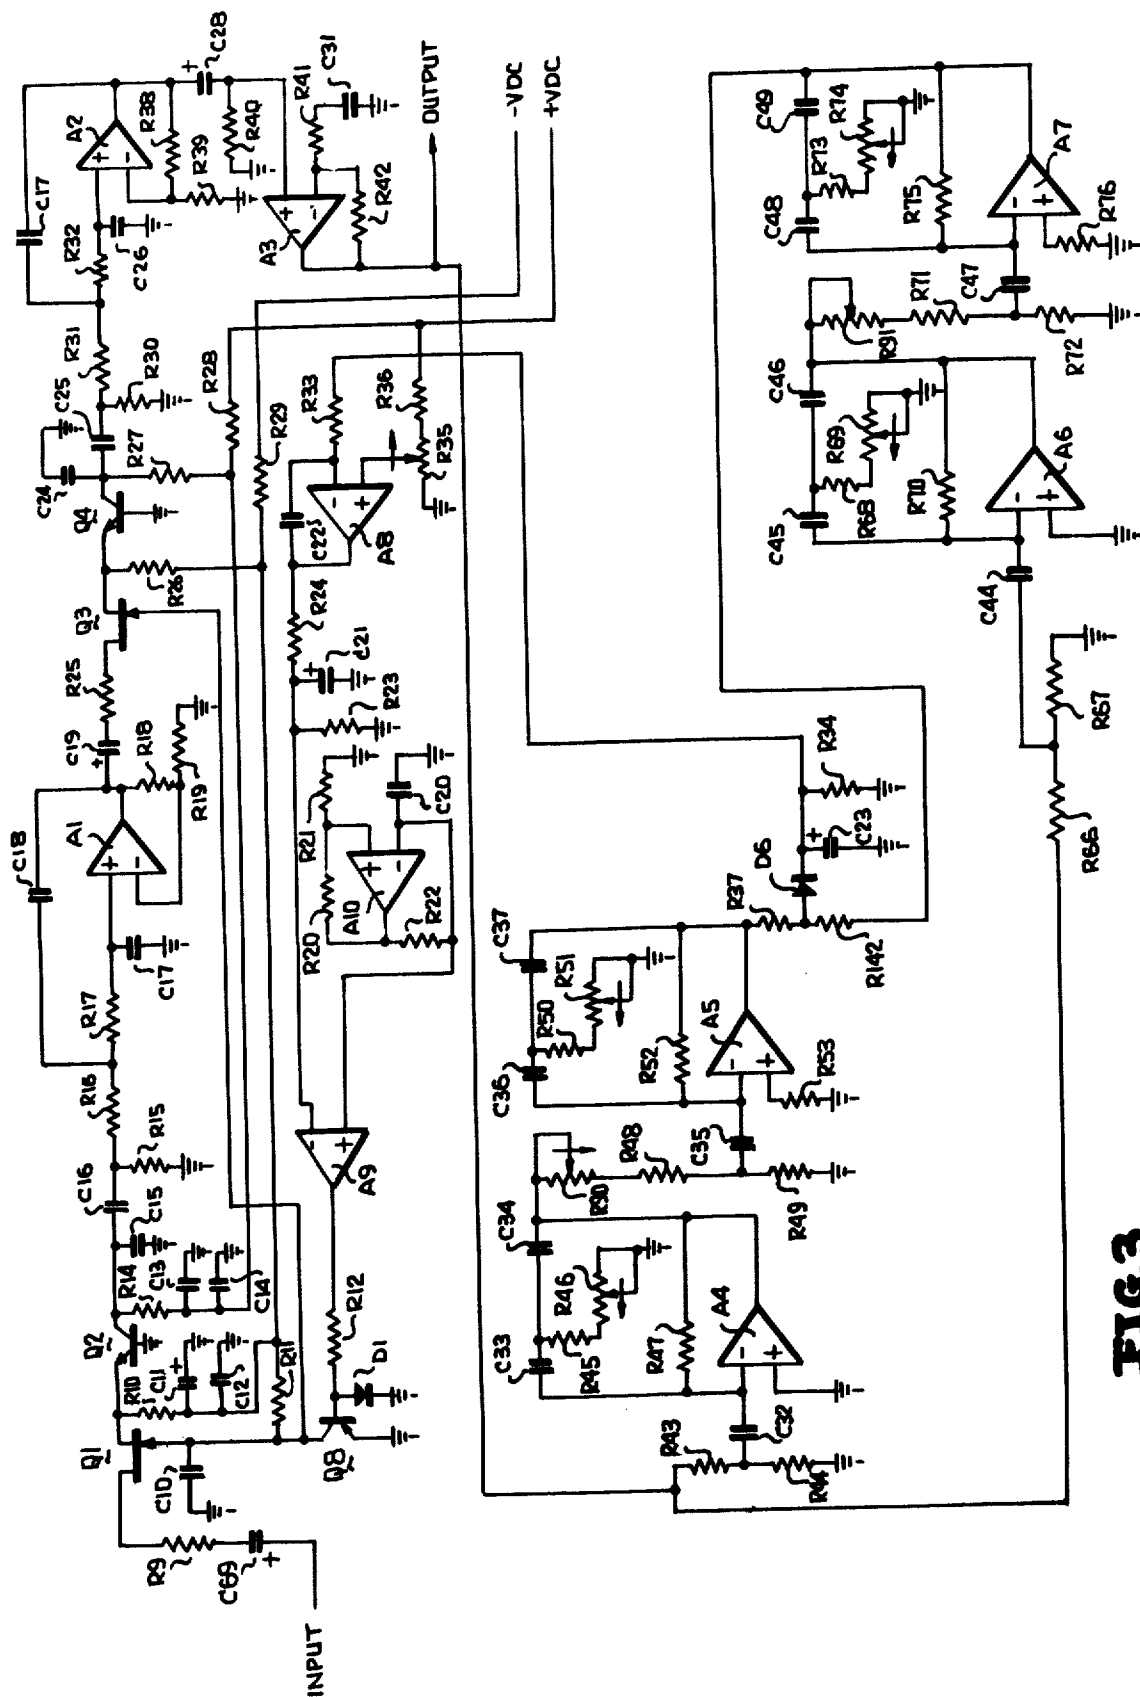 INPUT
C69
R9
Q1
C10
R10
C11
+
C12
Q2
R14
C13
C14
C15
C16
R15
R16
R17
C17
C18
A1
+
-
R18
R19
C19
+
R25
Q3
R26
Q4
C24
C25
R27
R30
R31
R28
R29
R32
C26
C17
A2
+
-
R38
R39
C28
+
R40
A3
+
-
R41
C31
R42
OUTPUT
-VDC
+VDC
R11
Q8
D1
R12
A9
-
+
R20
R21
A10
+
-
R22
C20
R23
C21
+
R24
C22
A8
-
+
R33
R35
R36
R43
R44
C32
C33
R45
R46
C34
R47
A4
-
+
R90
R48
R49
C35
C36
R50
R51
C37
R52
A5
-
+
R53
R37
R142
D6
C23
+
R34
R66
R67
C44
C45
R68
R69
C46
R70
A6
-
+
R91
R71
R72
C47
C48
R73
R74
C49
R75
A7
-
+
R76
FIG.3